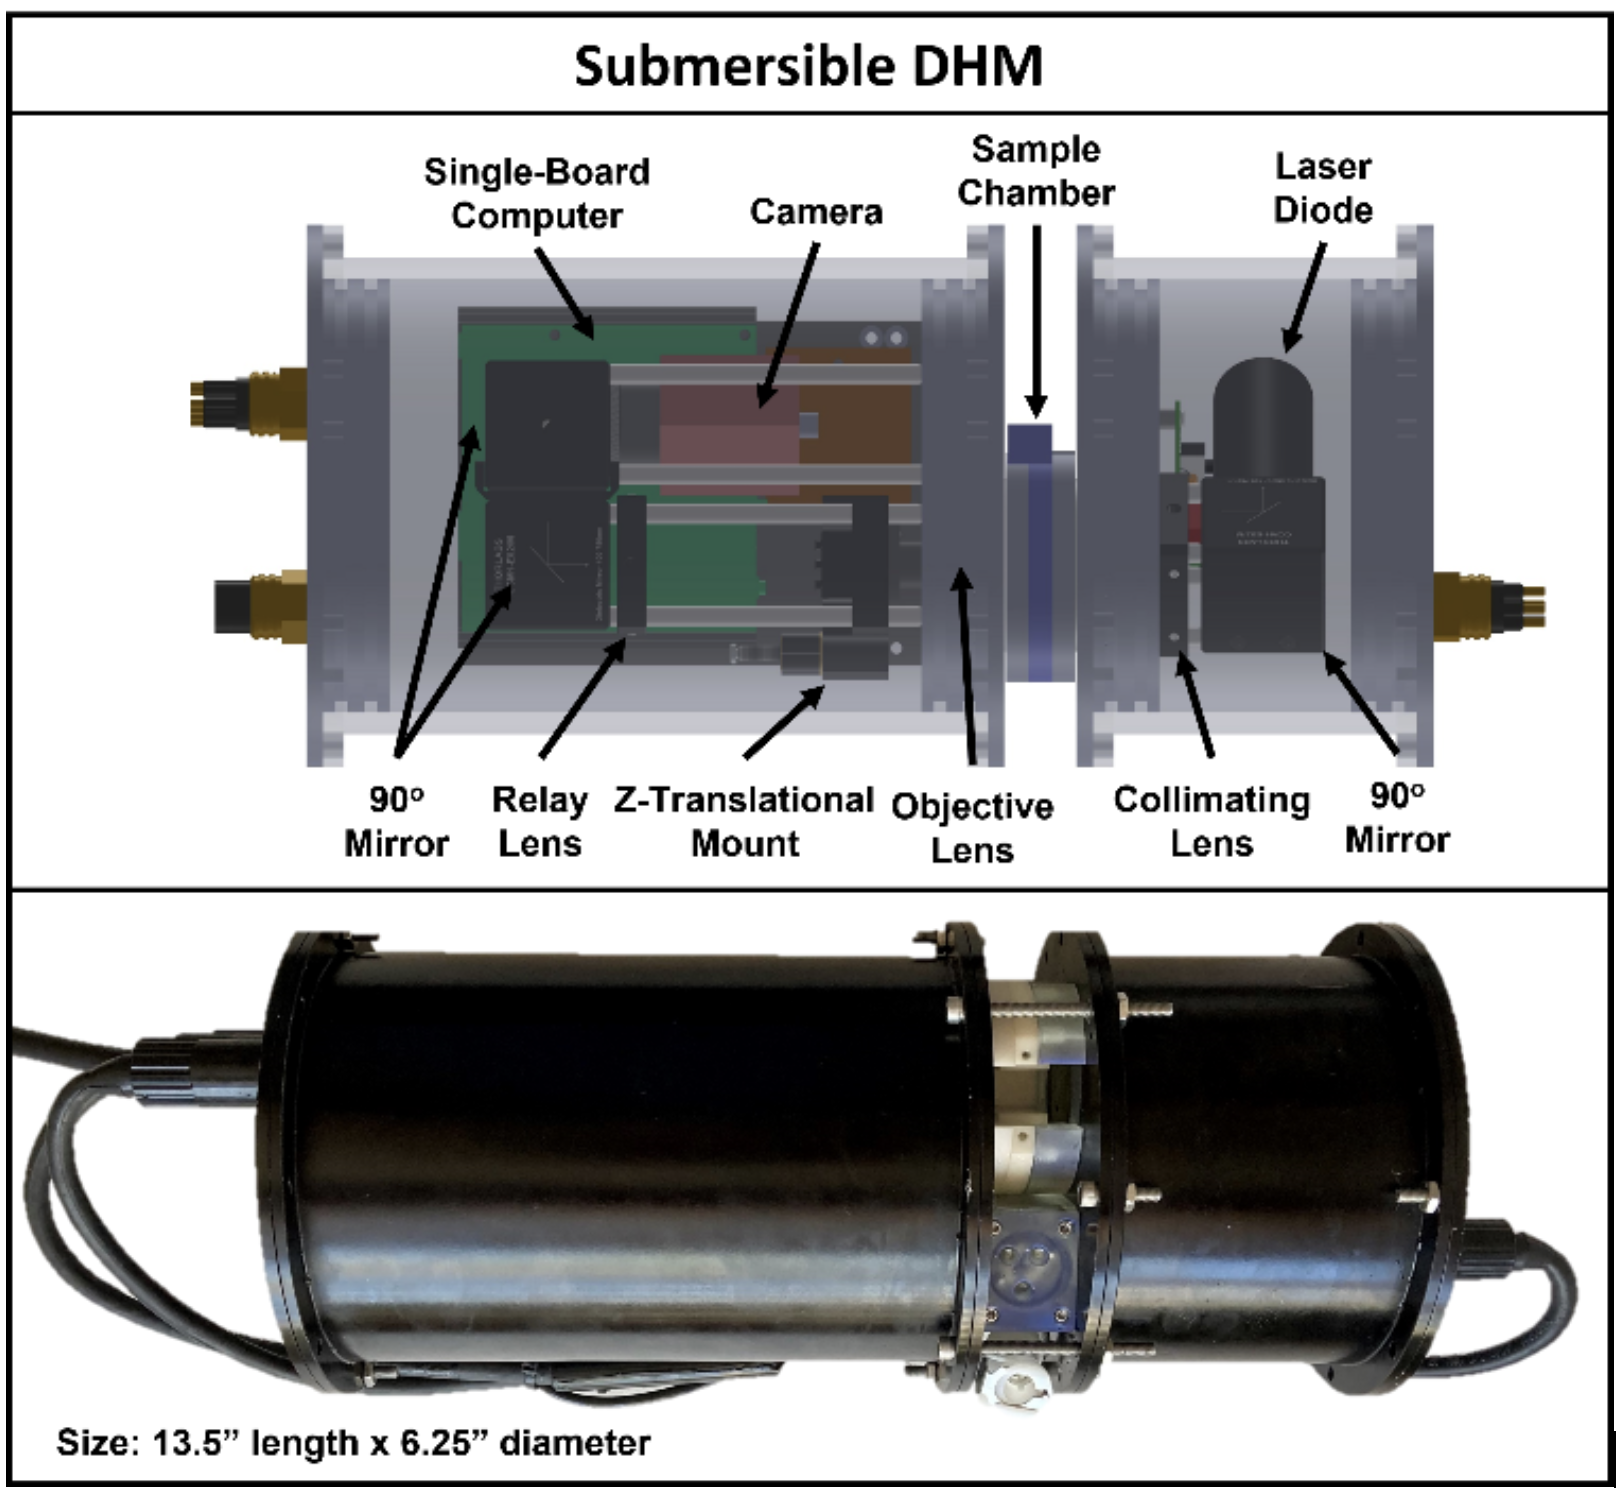 Submersible DHM
Single-Board
Computer
Camera
Sample
Chamber
Laser
Diode
90° 
Mirror
Relay
Lens
Z-Translational
Mount
Objective
Lens
Collimating
Lens
90°
Mirror
Size: 13.5” length x 6.25” diameter